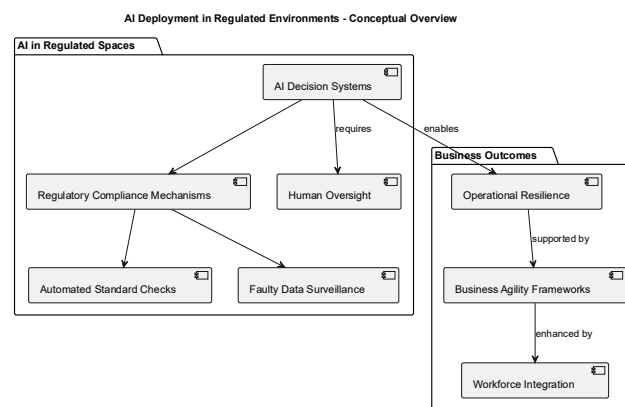 AI Deployment in Regulated Environments - Conceptual Overview
AI in Regulated Spaces
AI Decision Systems
requires
enables
Business Outcomes
Regulatory Compliance Mechanisms
Human Oversight
Operational Resilience
supported by
Automated Standard Checks
Faulty Data Surveillance
Business Agility Frameworks
enhanced by
Workforce Integration